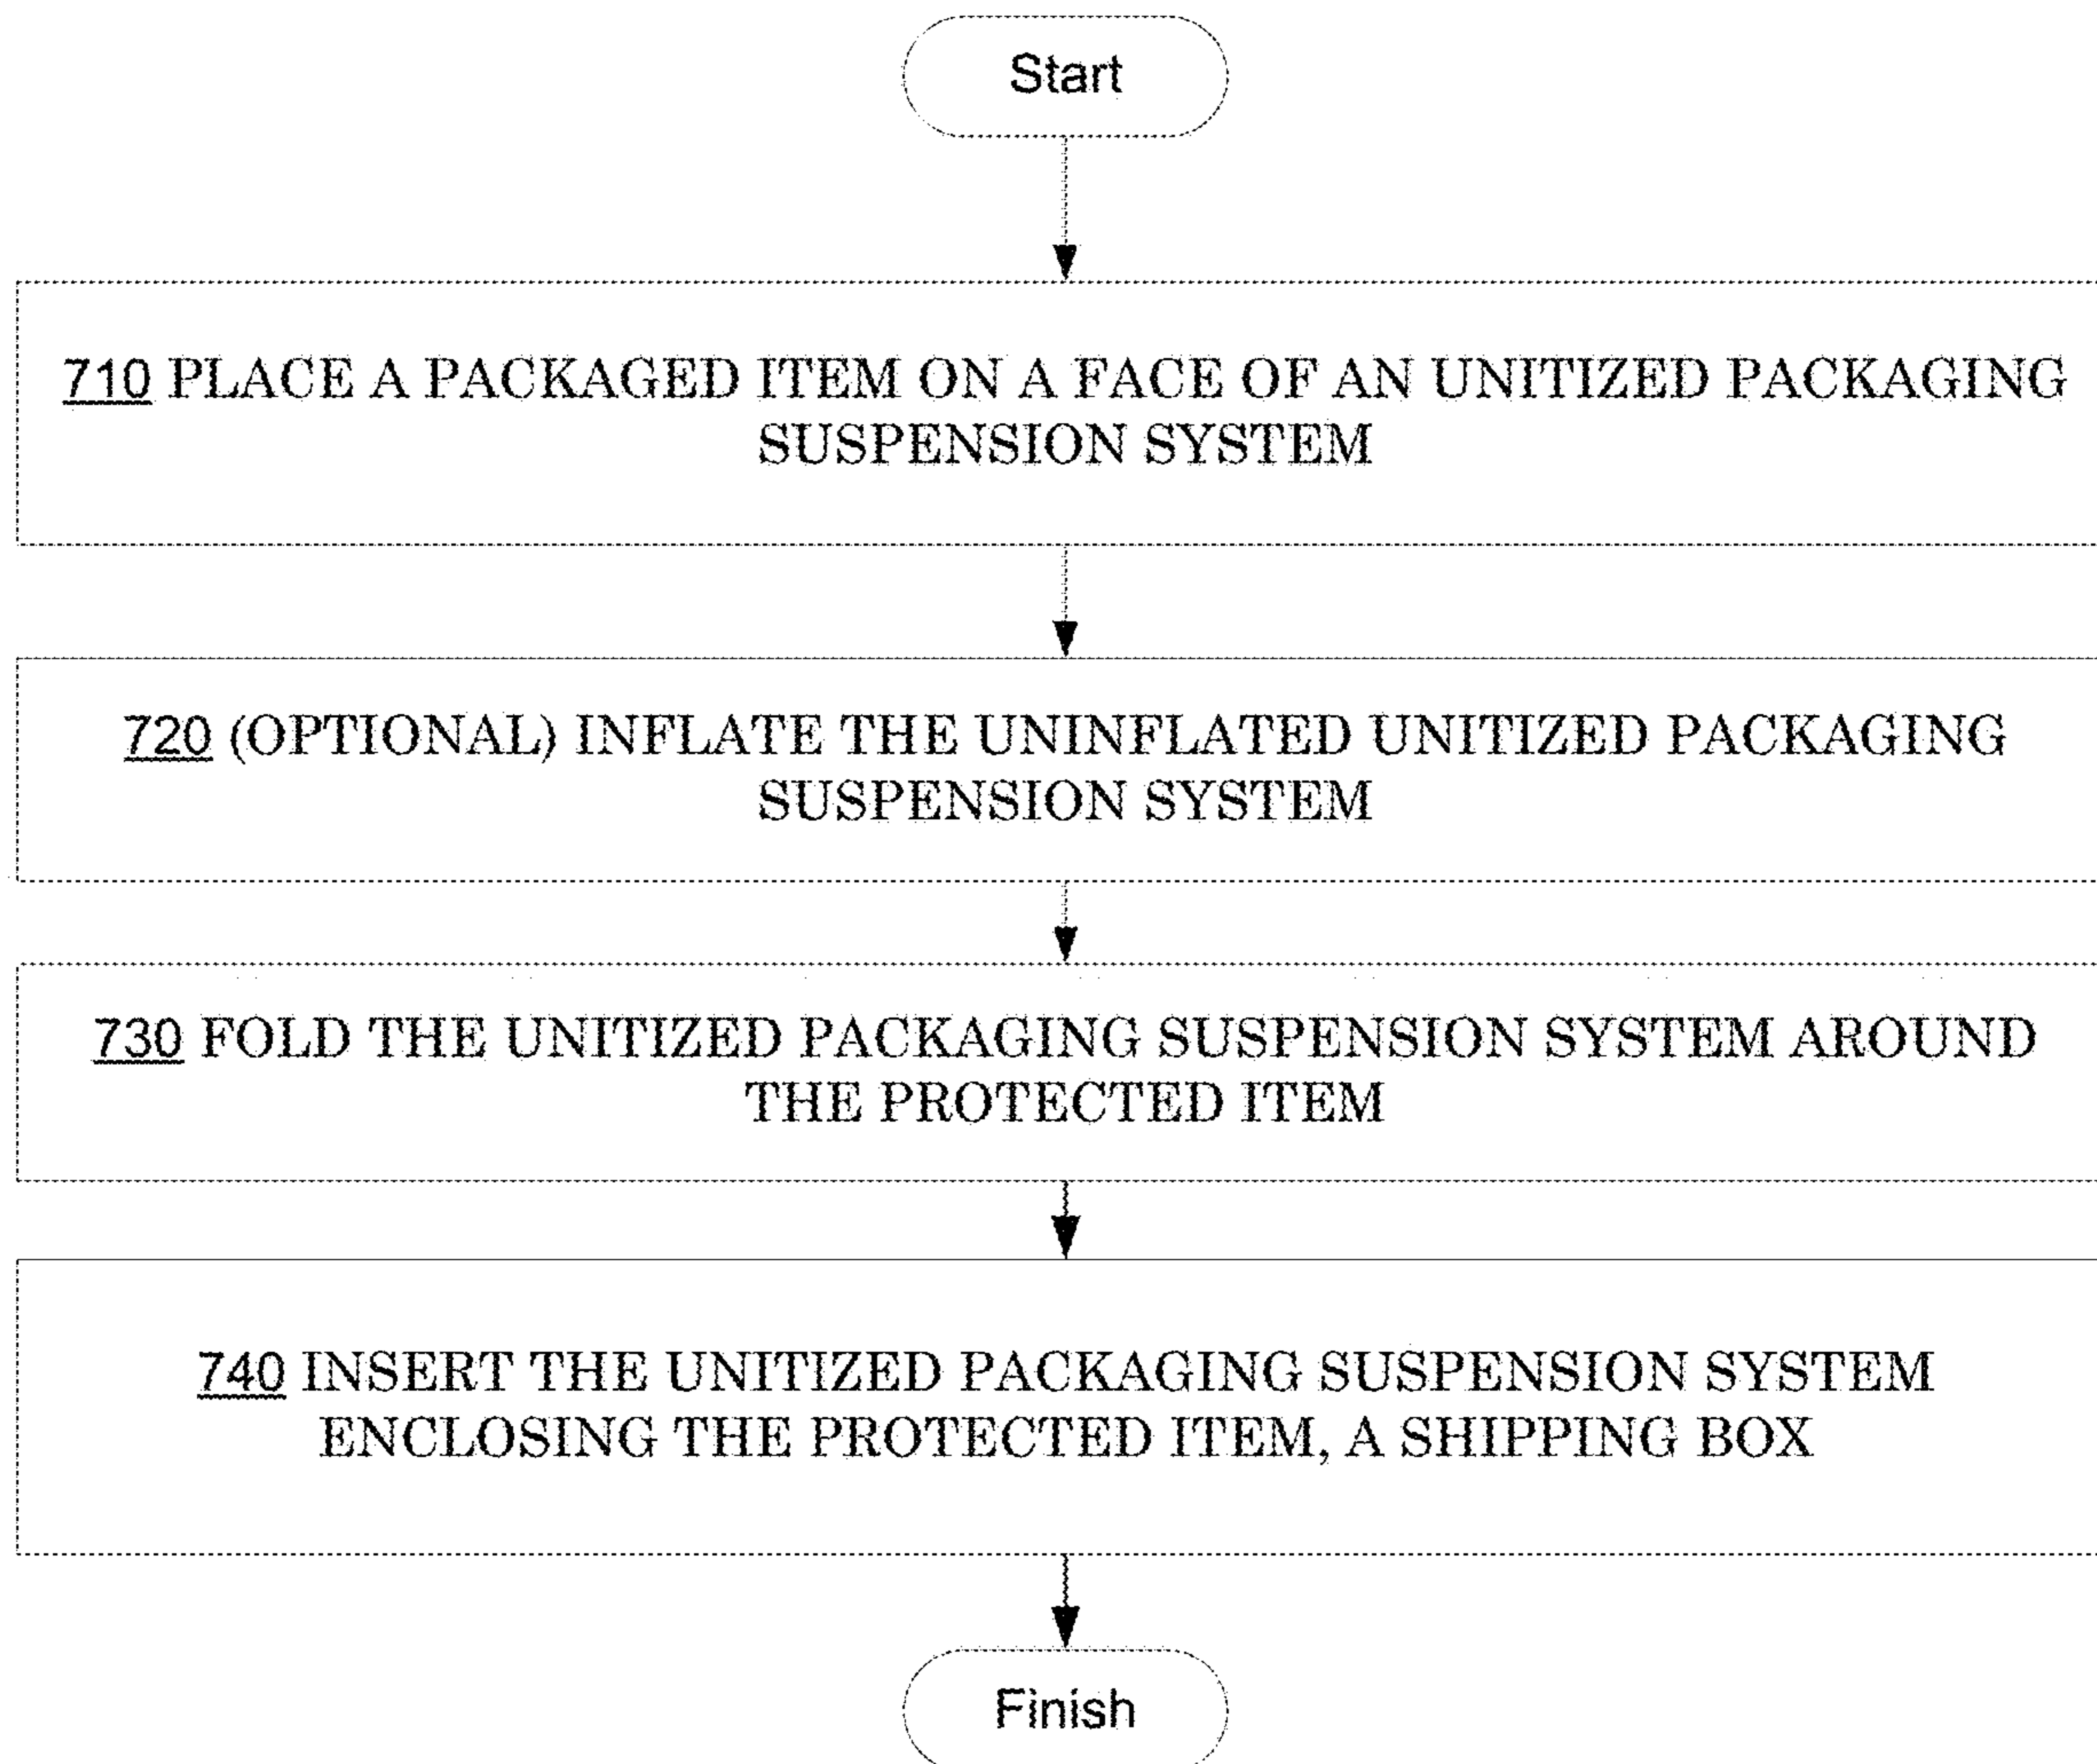 Start
710 PLACE A PACKAGED ITEM ON A FACE OF AN UNITIZED PACKAGING
SUSPENSION SYSTEM
720 (OPTIONAL) INFLATE THE UNINFLATED UNITIZED PACKAGING
SUSPENSION SYSTEM
730 FOLD THE UNITIZED PACKAGING SUSPENSION SYSTEM AROUND
THE PROTECTED ITEM
740 INSERT THE UNITIZED PACKAGING SUSPENSION SYSTEM
ENCLOSING THE PROTECTED ITEM, A SHIPPING BOX
Finish